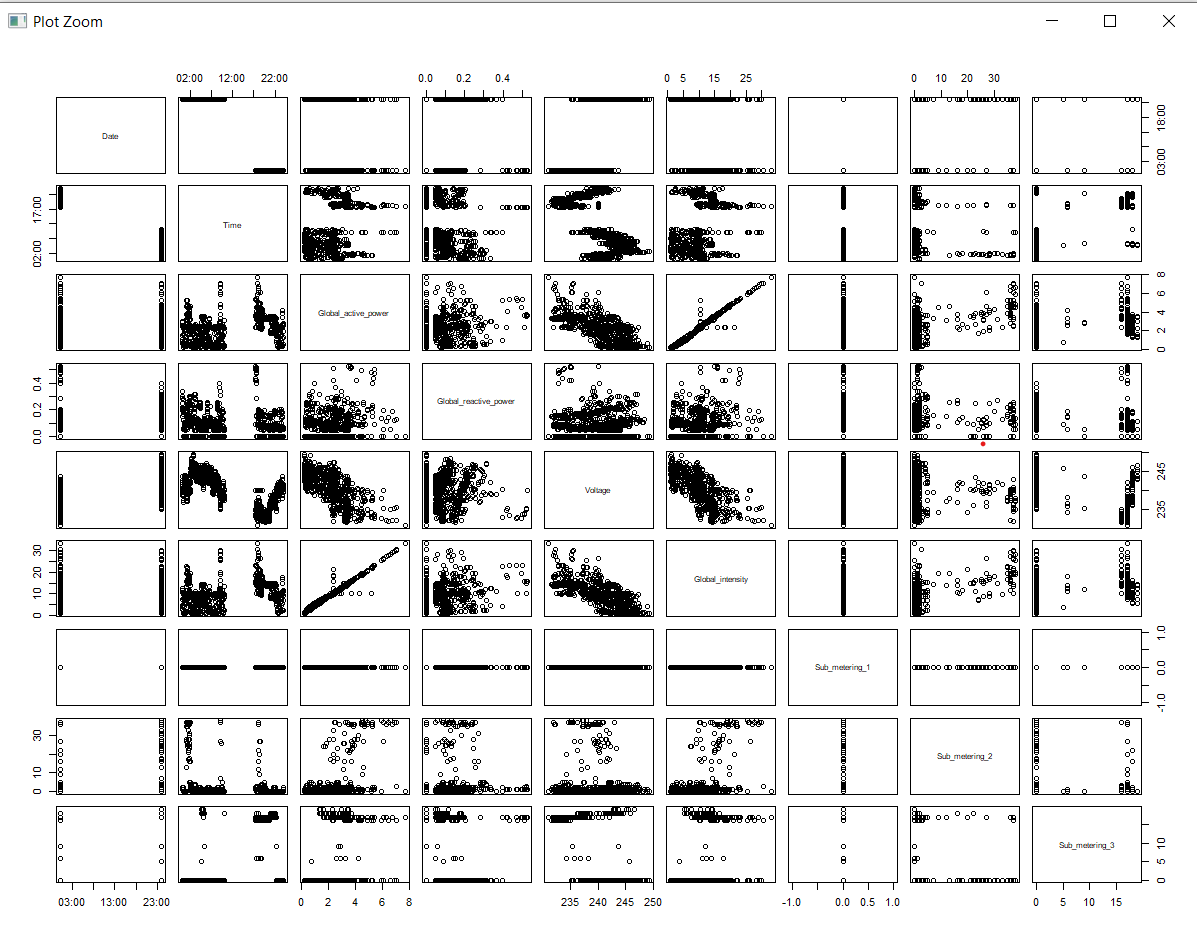 Plot Zoom
02:00 12:00 22:00 0.0 0.2 0.4 0 5 15 25 0 10 20 30
Date 03:00 18:00
02:00 17:00 Time
Global_active_power 0 2 4 6 8
0.0 0.2 0.4 Global_reactive_power
Voltage 235 245
0 10 20 30 Global_intensity
Sub_metering_1 -1.0 0.0 1.0
0 10 30 Sub_metering_2
Sub_metering_3 0 5 10
03:00 13:00 23:00 0 2 4 6 8 235 240 245 250 -1.0 0.0 0.5 1.0 0 5 10 15